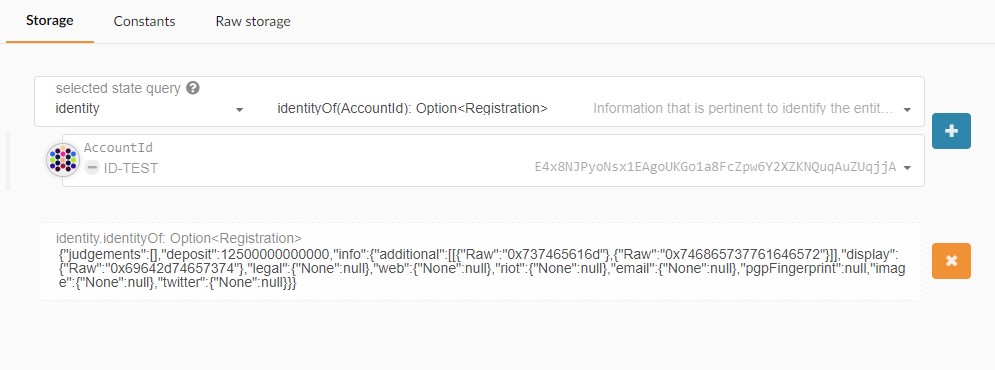 Storage Constants Raw storage
selected state query ?
identity identityOf(AccountId): Option<Registration> Information that is pertinent to identify the entit...
AccountId
ID-TEST E4x8NJPyoNsx1EAgoUKGo1a8FcZpw6Y2XZKNQuqAuZUqjjA
identity.identityOf: Option<Registration>
{"judgements":[],"deposit":12500000000000,"info":{"additional":[[{"Raw":"0x737465616d"},{"Raw":"0x746865737761646572"}]],"display":
{"Raw":"0x69642d74657374"},"legal":{"None":null},"web":{"None":null},"riot":{"None":null},"email":{"None":null},"pgpFingerprint":null,"imag
e":{"None":null},"twitter":{"None":null}}}